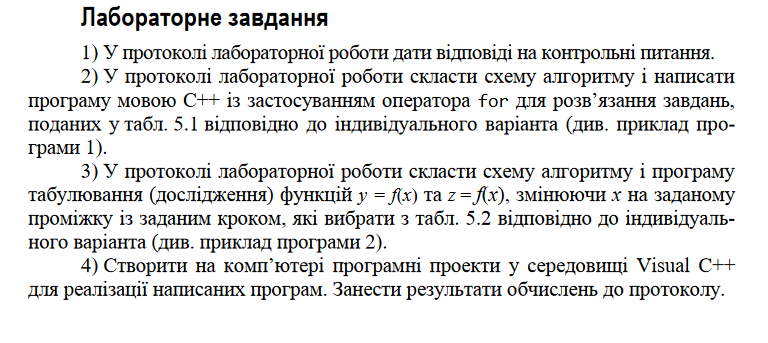 Лабораторне завдання
1) У протоколі лабораторної роботи дати відповіді на контрольні питання.
2) У протоколі лабораторної роботи скласти схему алгоритму і написати
програму мовою C++ із застосуванням оператора for для розв’язання завдань,
поданих у табл. 5.1 відповідно до індивідуального варіанта (див. приклад про-
грами 1).
3) У протоколі лабораторної роботи скласти схему алгоритму і програму
табулювання (дослідження) функцій y = f(x) та z = f(x), змінюючи x на заданому
проміжку із заданим кроком, які вибрати з табл. 5.2 відповідно до індивідуаль-
ного варіанта (див. приклад програми 2).
4) Створити на комп’ютері програмні проекти у середовищі Visual C++
для реалізації написаних програм. Занести результати обчислень до протоколу.